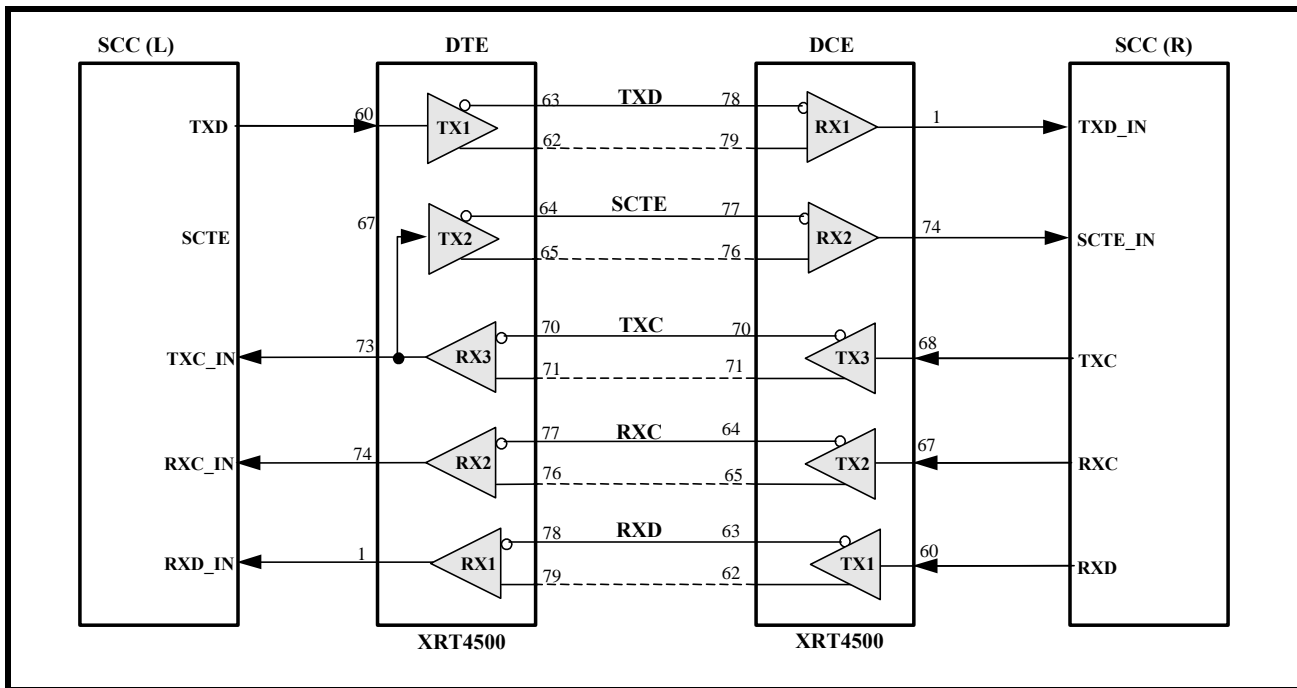 SCC (L) DTE DCE SCC (R)
63 TXD 78
TXD 60 TX1 RX1 1 TXD_IN
62 79
67 64 SCTE 77
SCTE TX2 RX2 74 SCTE_IN
65 76
70 TXC 70
TXC_IN 73 RX3 TX3 68 TXC
71 71
77 RXC 64
RXC_IN 74 RX2 TX2 67 RXC
76 65
78 RXD 63
RXD_IN 1 RX1 TX1 60 RXD
79 62
XRT4500 XRT4500